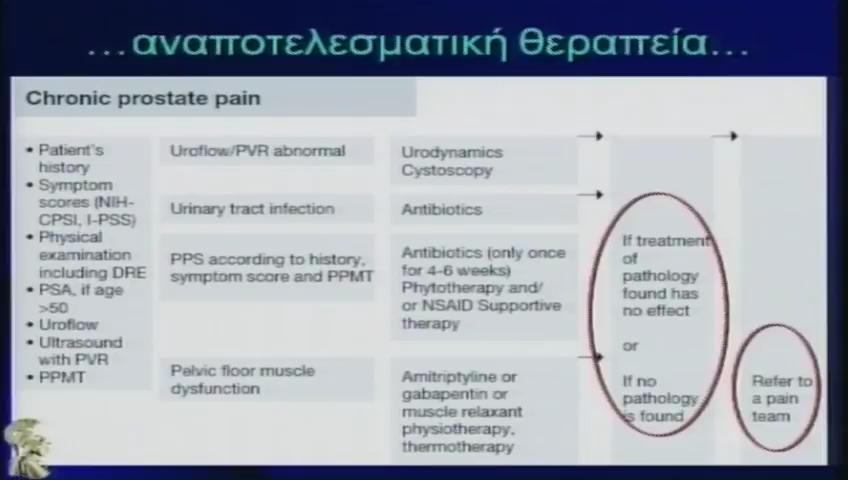 ...αναποτελεσματική θεραπεία...
Chronic prostate pain
• Patient's
history
• Symptom
scores (NIH-
CPSI, I-PSS)
• Physical
examination
including DRE
• PSA, if age
>50
• Uroflow
• Ultrasound
with PVR
• PPMT
Uroflow/PVR abnormal
Urinary tract infection
PPS according to history,
symptom score and PPMT
Pelvic floor muscle
dysfunction
Urodynamics
Cystoscopy
Antibiotics
Antibiotics (only once
for 4-6 weeks)
Phytotherapy and/
or NSAID Supportive
therapy
Amitriptyline or
gabapentin or
muscle relaxant
physiotherapy,
thermotherapy
If treatment
of
pathology
found has
no effect
or
If no
pathology
is found
Refer to
a pain
team